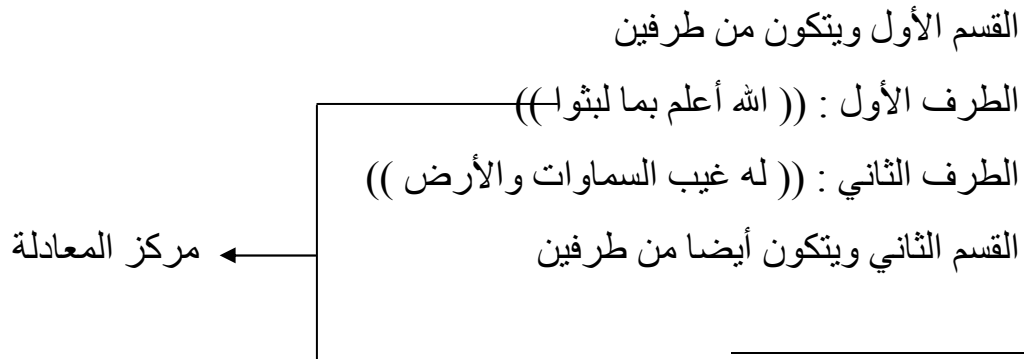 القسم الأول ويتكون من طرفين
الطرف الأول : (( الله أعلم بما لبثوا ))
الطرف الثاني : (( له غيب السماوات والأرض ))
القسم الثاني ويتكون أيضا من طرفين
مركز المعادلة